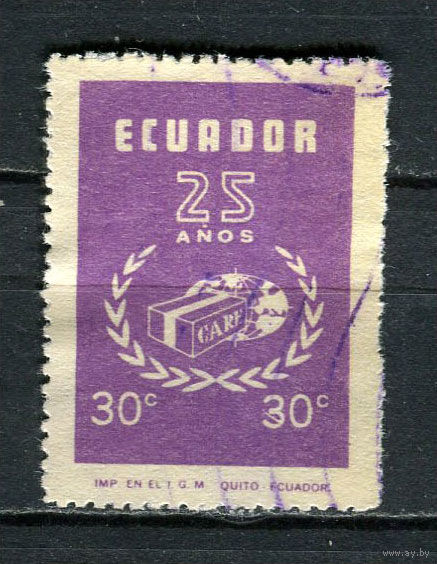 ECUADOR
25
AÑOS
CARE
30c 30c
IMP. EN EL I. G. M. QUITO - ECUADOR
www.ay.by